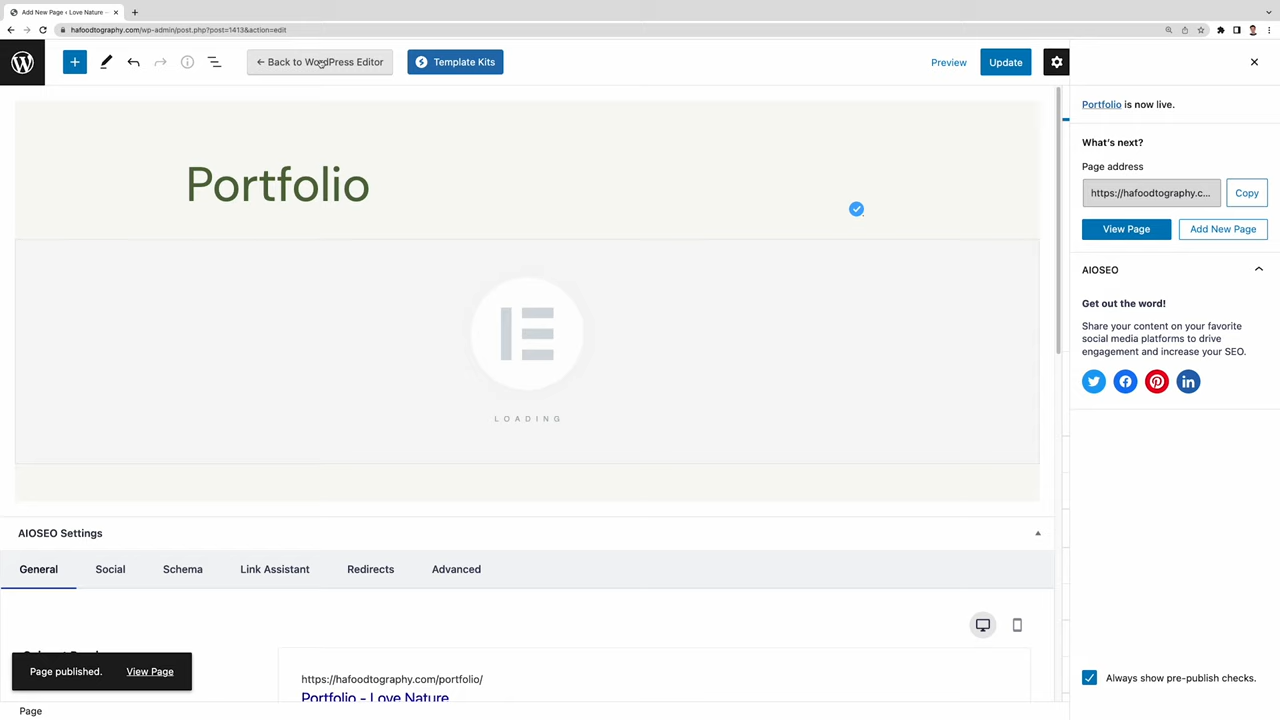 Add New Page ‹ Love Nature –
hafoodtography.com/wp-admin/post.php?post=1413&action=edit
← Back to WordPress Editor
Template Kits
Preview
Update
Portfolio is now live.
What's next?
Page address
https://hafoodtography.c...
Copy
View Page
Add New Page
AIOSEO
Get out the word!
Share your content on your favorite
social media platforms to drive
engagement and increase your SEO.
Portfolio
LOADING
AIOSEO Settings
General
Social
Schema
Link Assistant
Redirects
Advanced
https://hafoodtography.com/portfolio/
Portfolio - Love Nature
Page published.
View Page
Always show pre-publish checks.
Page